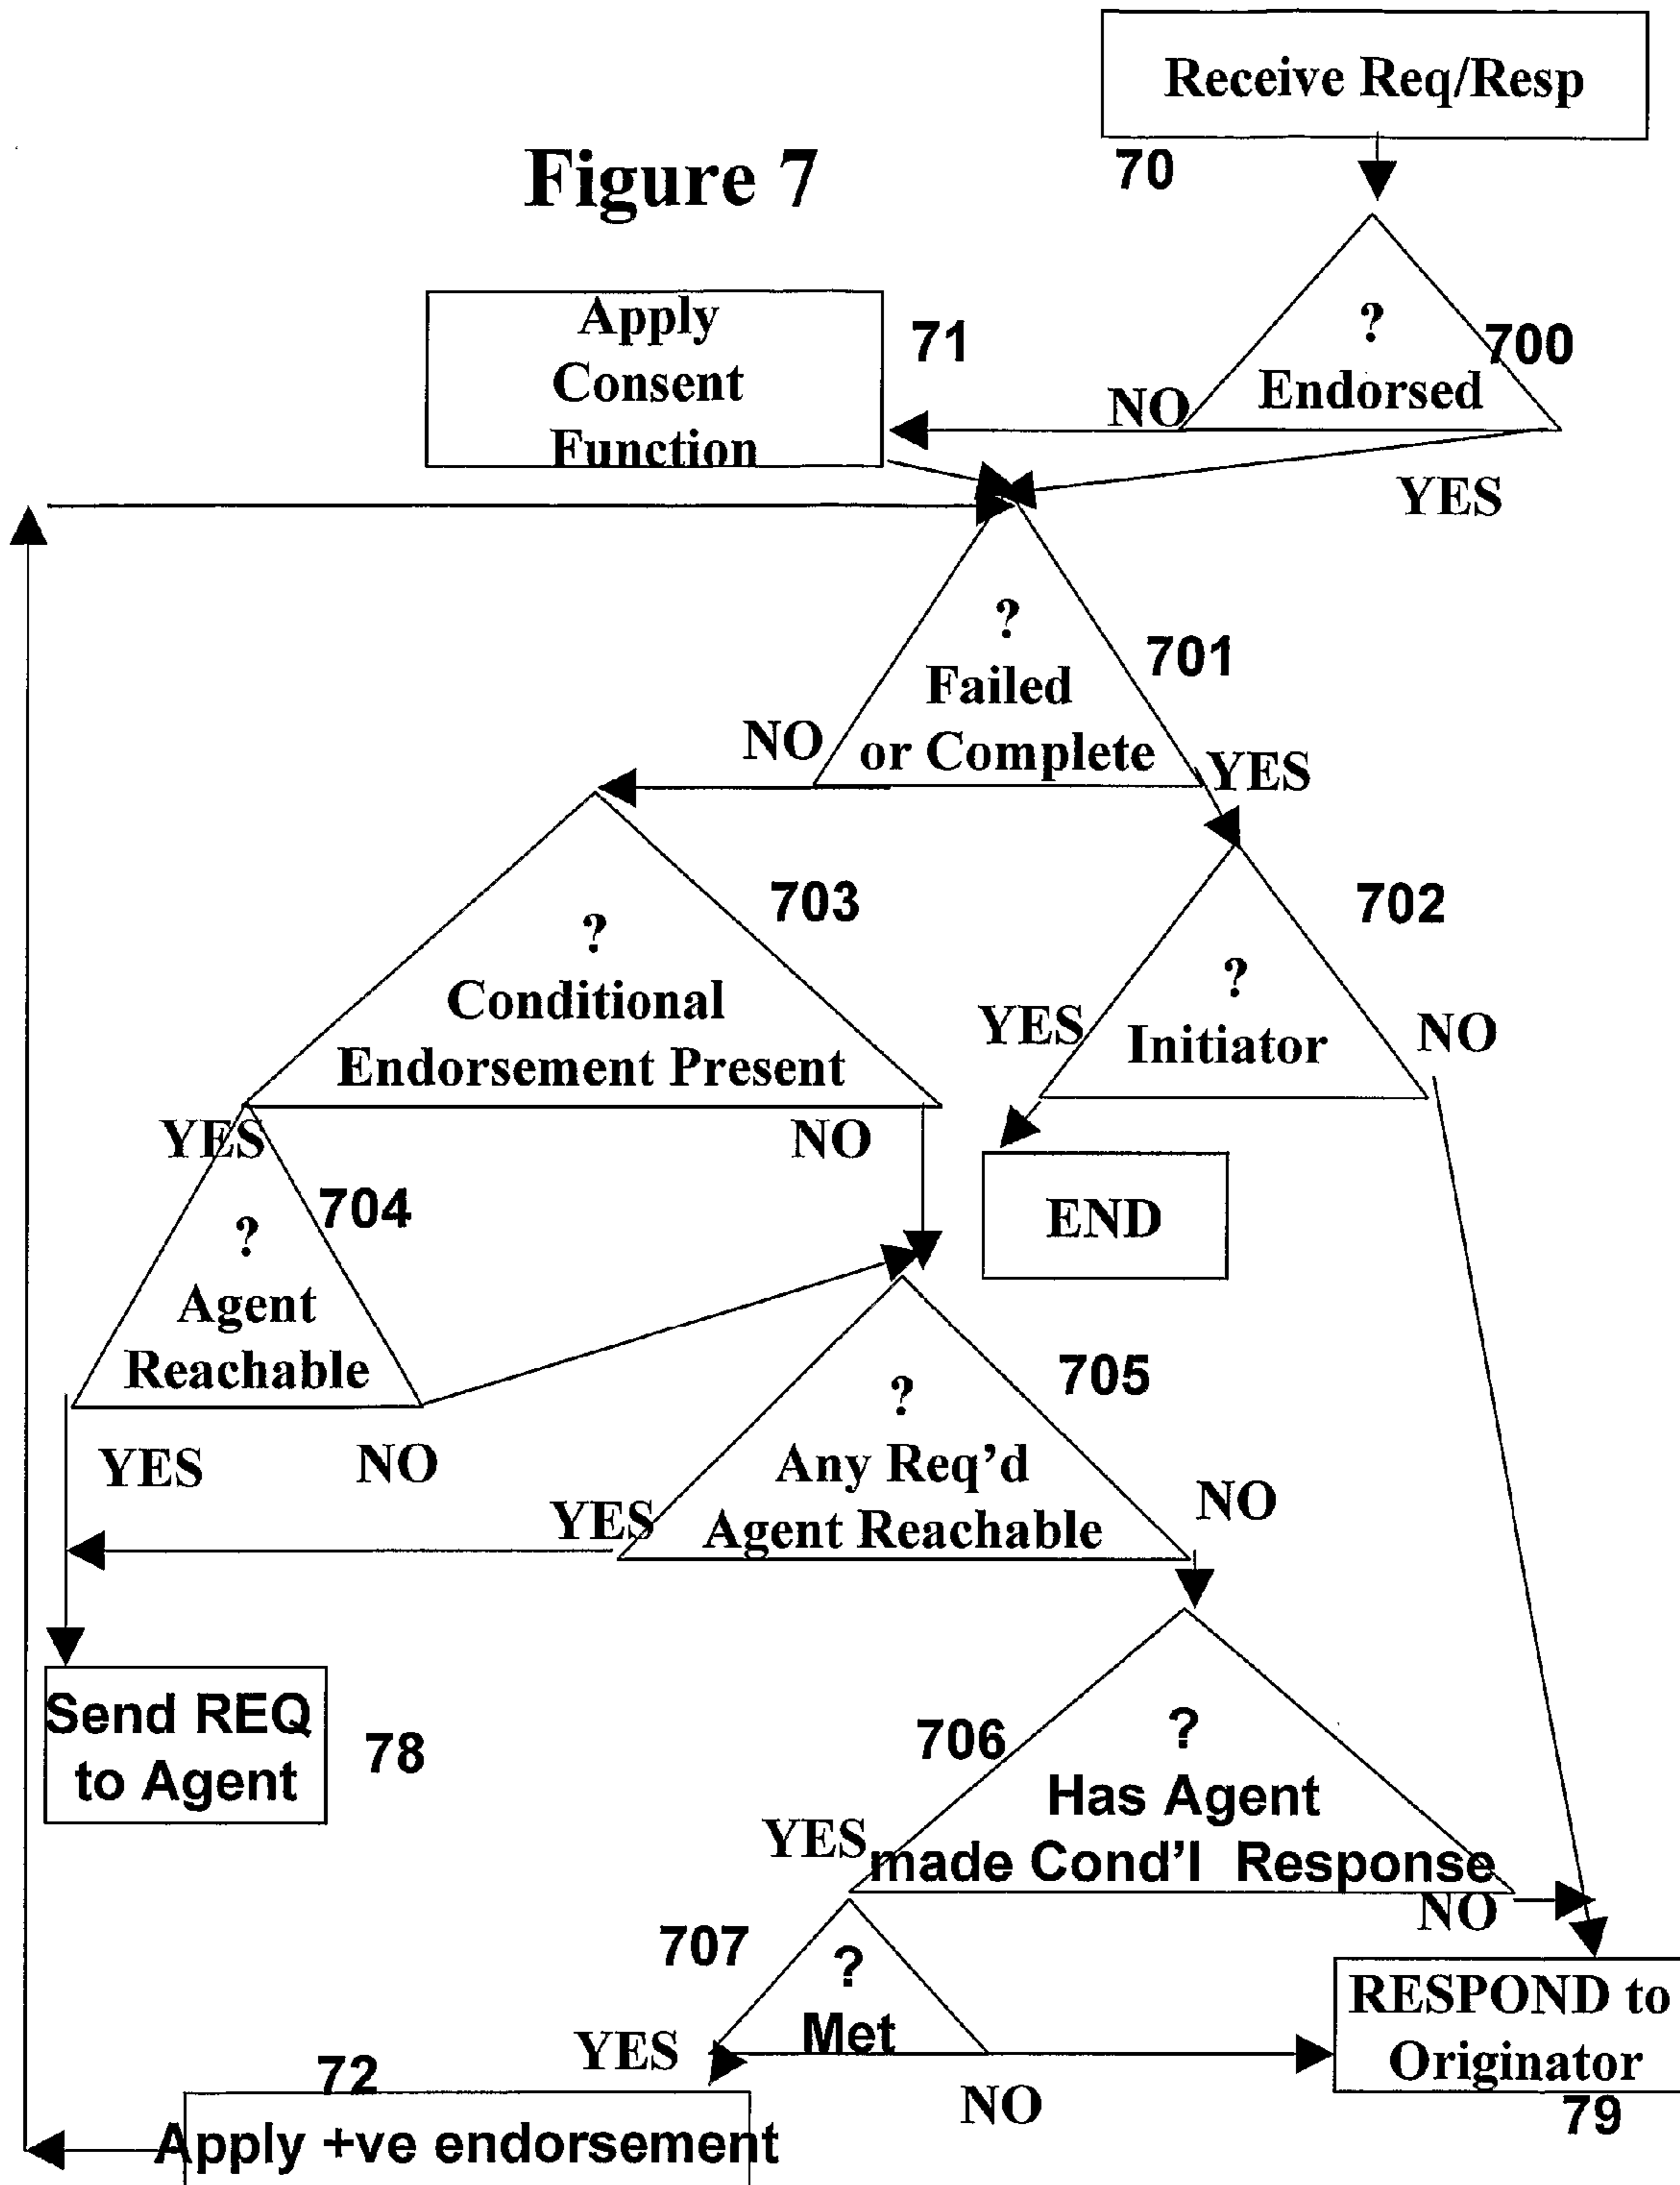 Receive Req/Resp
Figure 7
70
?
Endorsed
700
Apply
Consent
Function
71
NO
YES
?
Failed
or Complete
701
NO
YES
?
Conditional
Endorsement Present
703
?
Initiator
702
YES
NO
YES
NO
END
?
Agent
Reachable
704
YES
NO
?
Any Req'd
Agent Reachable
705
YES
NO
Send REQ
to Agent
78
?
Has Agent
made Cond'l Response
706
YES
NO
?
Met
707
YES
NO
RESPOND to
Originator
79
72
Apply +ve endorsement